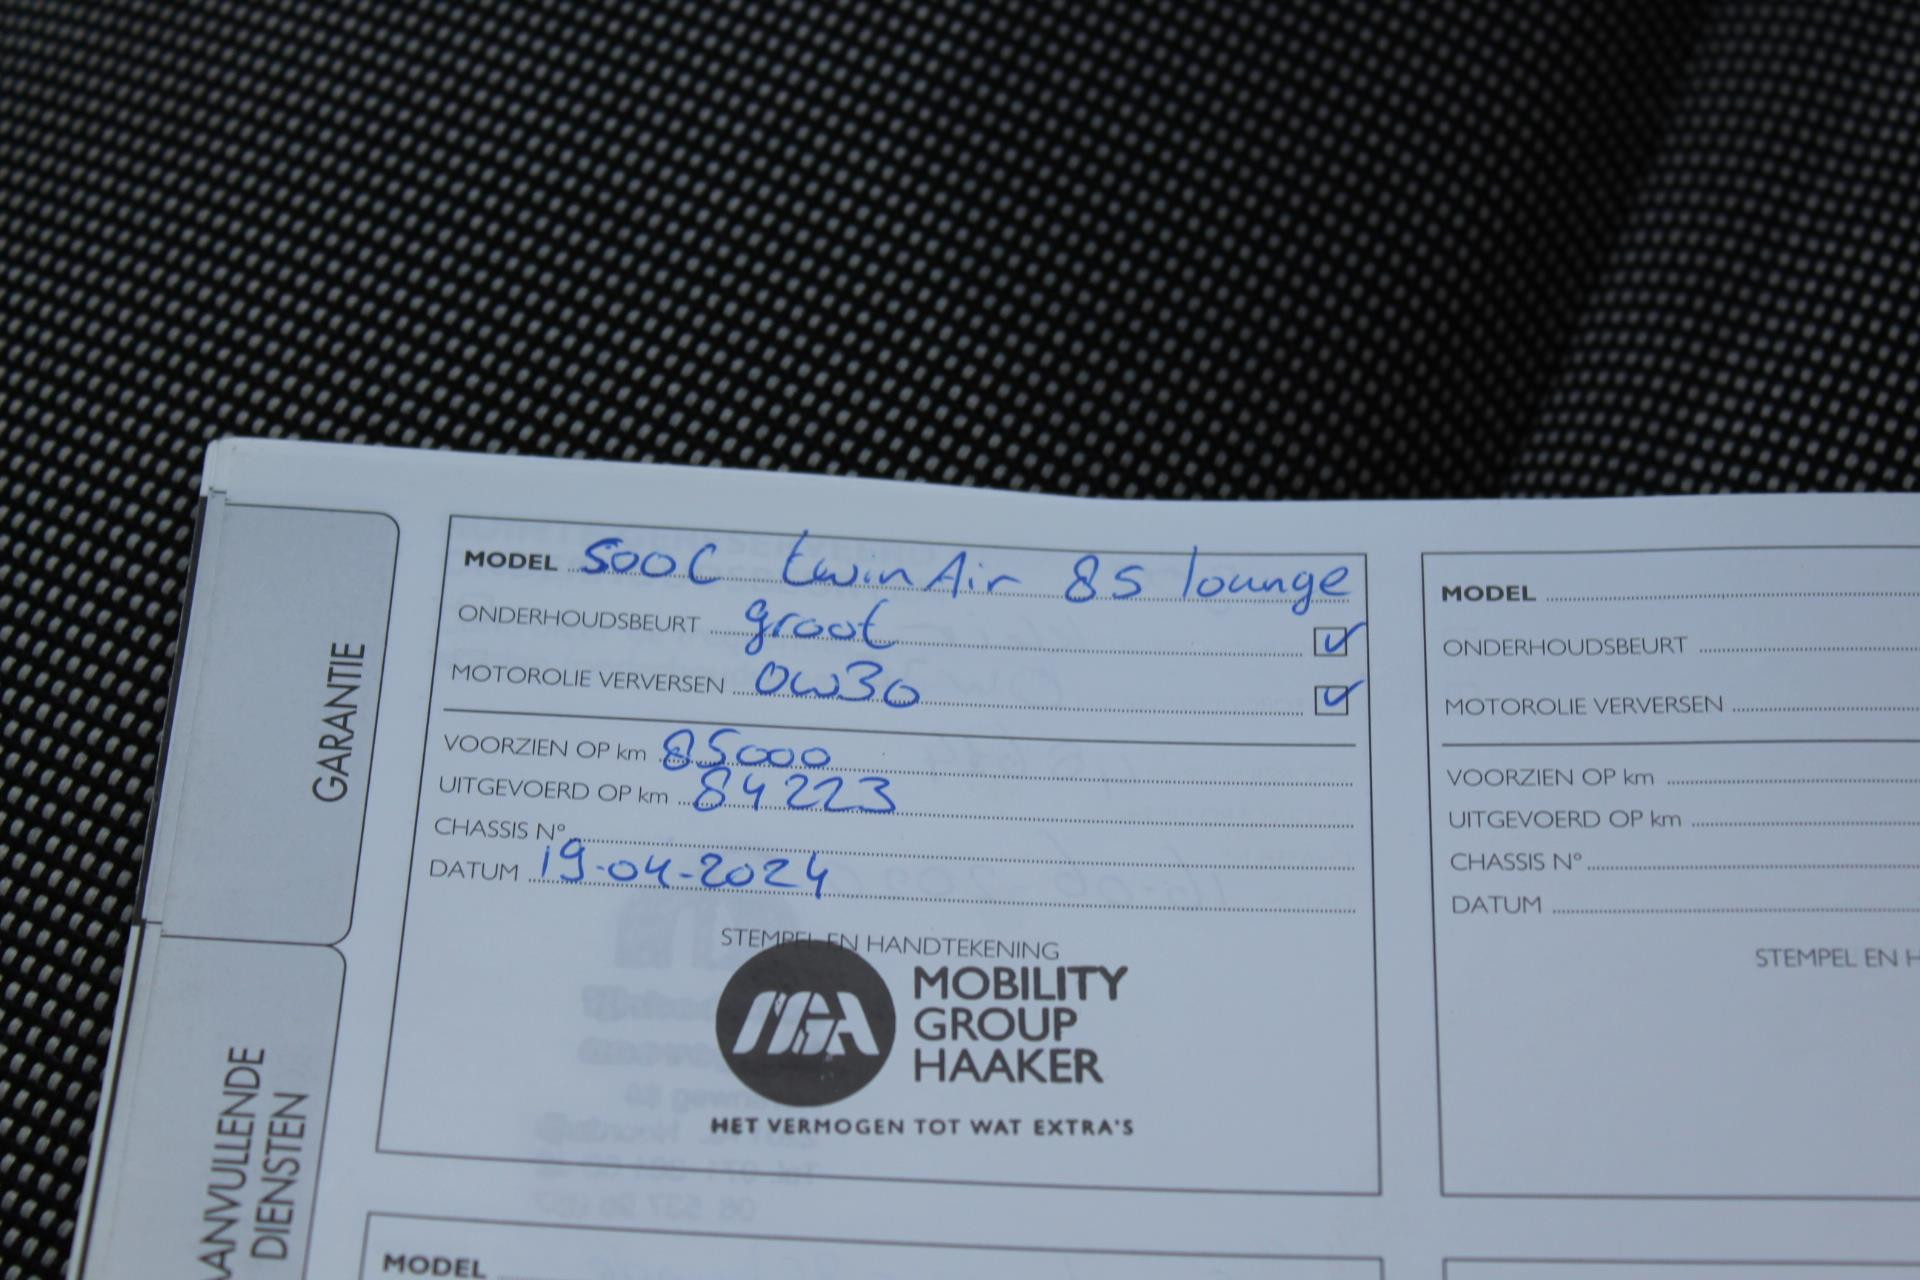 GARANTIE
AANVULLENDE
DIENSTEN
MODEL 500C twinAir 85 lounge
ONDERHOUDSBEURT groot
MOTOROLIE VERVERSEN 0W30
VOORZIEN OP km 85000
UITGEVOERD OP km 84223
CHASSIS N°
DATUM 19-04-2024
STEMPEL EN HANDTEKENING
MGA
MOBILITY
GROUP
HAAKER
HET VERMOGEN TOT WAT EXTRA'S
MODEL
ONDERHOUDSBEURT
MOTOROLIE VERVERSEN
VOORZIEN OP km
UITGEVOERD OP km
CHASSIS N°
DATUM
STEMPEL EN H
MODEL